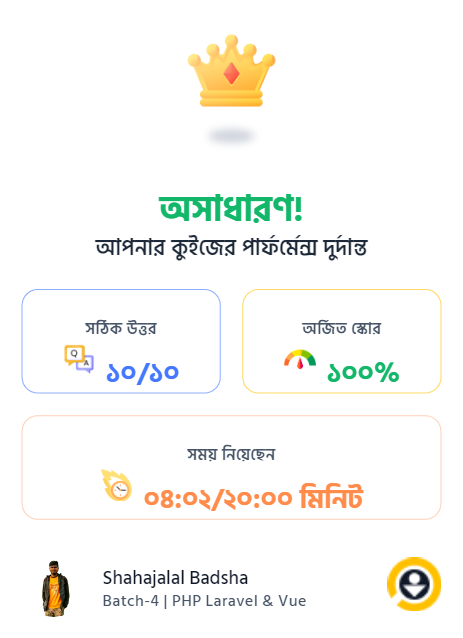 অসাধারণ!
আপনার কুইজের পার্ফর্মেন্স দুর্দান্ত
সঠিক উত্তর
Q
A
১০/১০
অর্জিত স্কোর
১০০%
সময় নিয়েছেন
০৪:০২/২০:০০ মিনিট
Shahajalal Badsha
Batch-4 | PHP Laravel & Vue